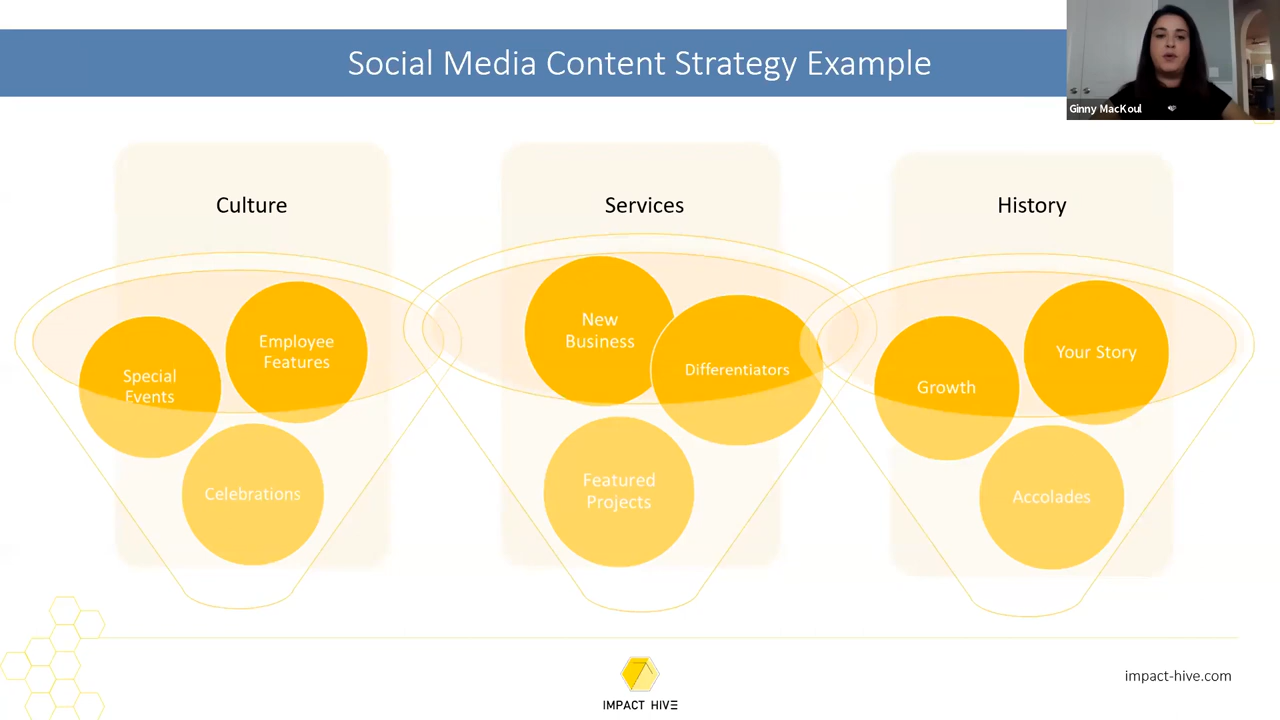 Social Media Content Strategy Example
Ginny MacKoul
Culture
Services
History
Special
Events
Employee
Features
Celebrations
New
Business
Differentiators
Featured
Projects
Growth
Your Story
Accolades
IMPACT HIVE
impact-hive.com